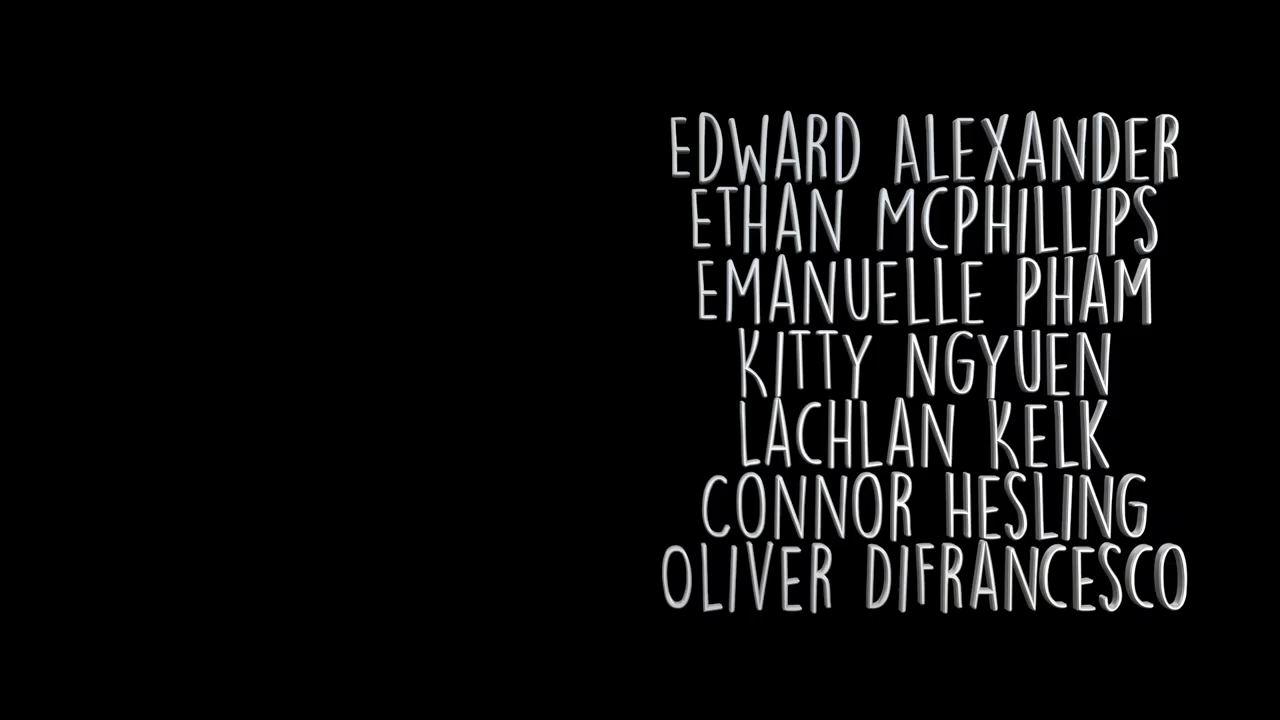 EDWARD ALEXANDER
ETHAN MCPHILLIPS
EMANUELLE PHAM
KITTY NGYUEN
LACHLAN KELK
CONNOR HESLING
OLIVER DIFRANCESCO